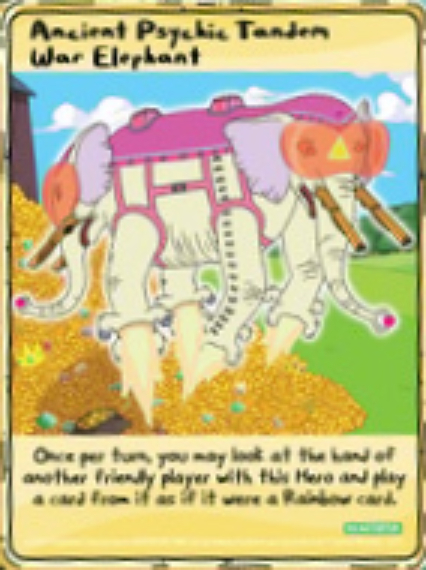 Ancient Psychic Tandem
War Elephant
Once per turn, you may look at the hand of
another friendly player with this Hero and play
a card from it as if it were a Rainbow card.